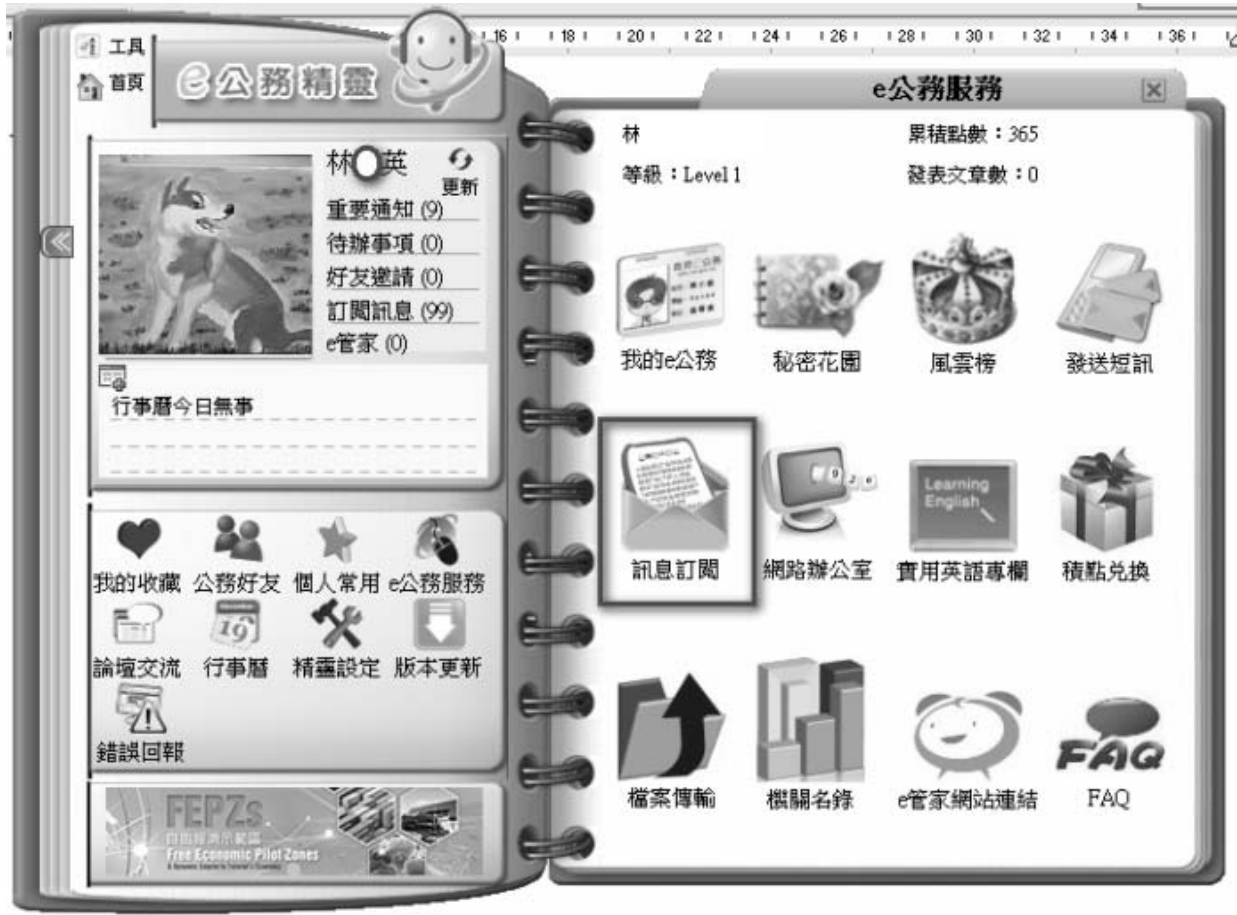 工具
首頁
e公務精靈
16 18 20 22 24 26 28 30 32 34 36
林 英
更新
重要通知 (9)
待辦事項 (0)
好友邀請 (0)
訂閱訊息 (99)
e管家 (0)
行事曆今日無事
我的收藏 公務好友 個人常用 e公務服務
19
論壇交流 行事曆 精靈設定 版本更新
錯誤回報
FEPZs
自由經濟示範區
Free Economic Pilot Zones
e公務服務
林 累積點數：365
等級：Level 1 發表文章數：0
我的e公務 秘密花園 風雲榜 發送短訊
Learning
English
訊息訂閱 網路辦公室 實用英語專欄 積點兌換
FAQ
檔案傳輸 機關名錄 e管家網站連結 FAQ